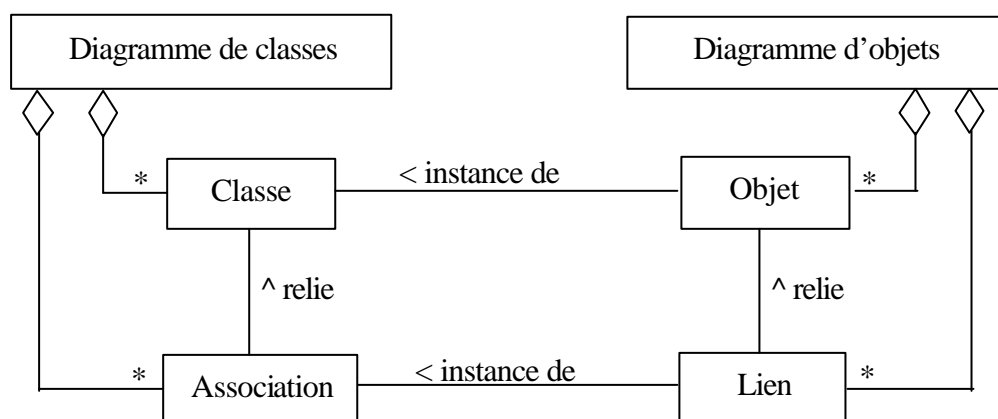 Diagramme de classes
Diagramme d’objets
*
Classe
< instance de
Objet
*
^ relie
^ relie
*
Association
< instance de
Lien
*